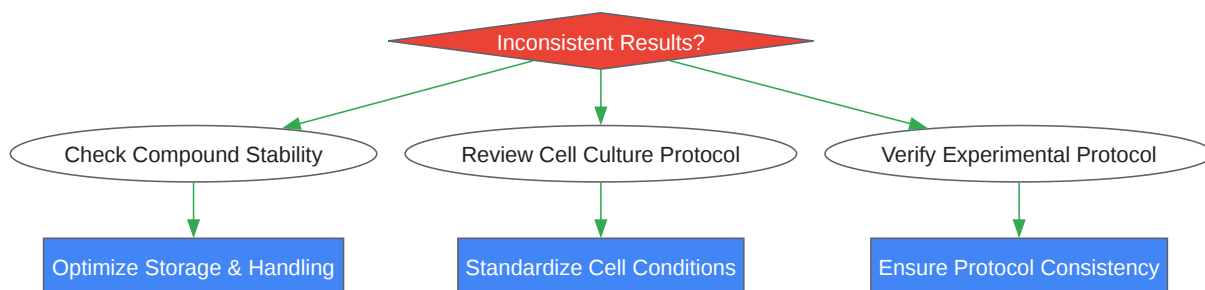 Inconsistent Results?
Check Compound Stability
Review Cell Culture Protocol
Verify Experimental Protocol
Optimize Storage & Handling
Standardize Cell Conditions
Ensure Protocol Consistency